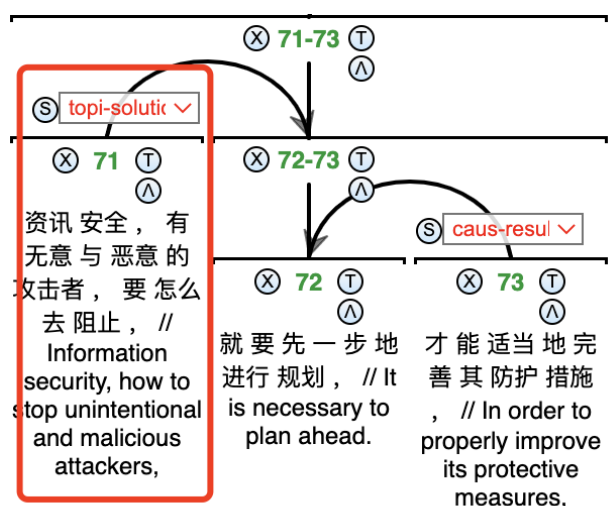 X 71-73 T
Λ
S topi-solutic
X 71 T
Λ
资讯 安全 ， 有
无意 与 恶意 的
攻击者 ， 要 怎么
去 阻止 ， //
Information
security, how to
stop unintentional
and malicious
attackers,
X 72-73 T
Λ
X 72 T
Λ
就 要 先 一 步 地
进行 规划 ， // It
is necessary to
plan ahead.
S caus-resul
X 73 T
Λ
才 能 适当 地 完
善 其 防护 措施
， // In order to
properly improve
its protective
measures.